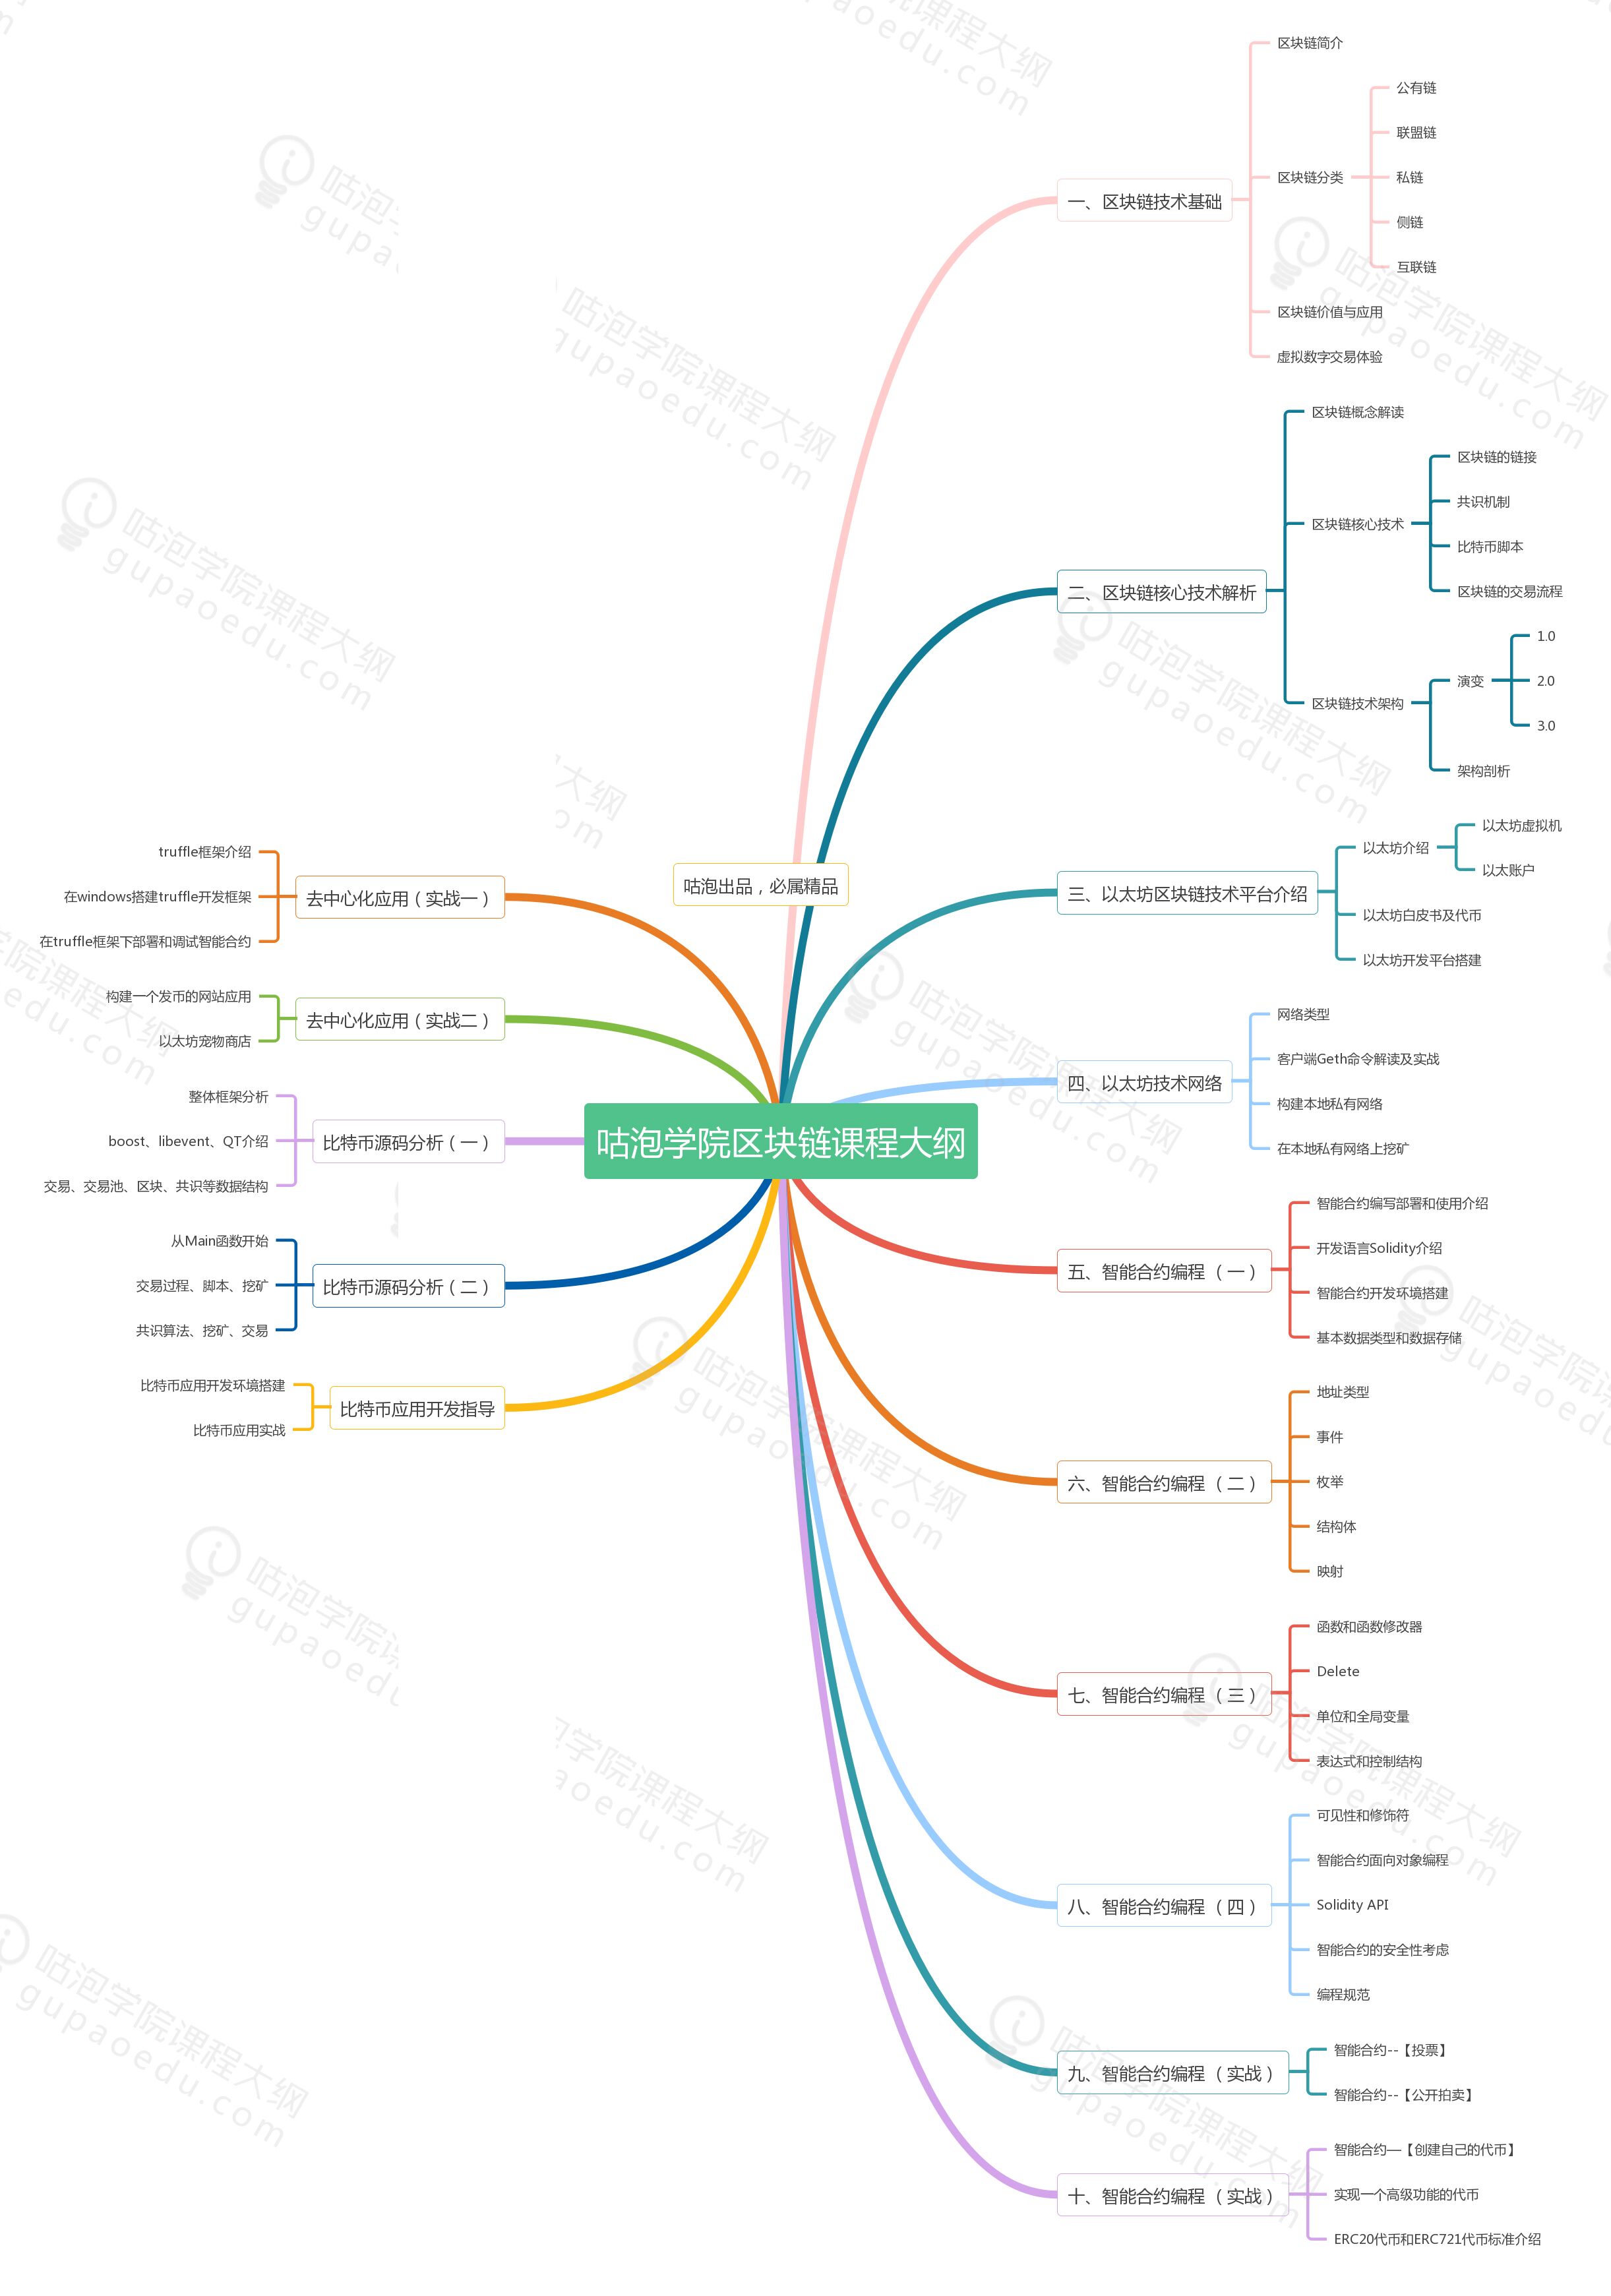 咕泡学院区块链课程大纲
咕泡出品，必属精品
一、区块链技术基础
区块链简介
区块链分类
公有链
联盟链
私链
侧链
互联链
区块链价值与应用
虚拟数字交易体验
二、区块链核心技术解析
区块链概念解读
区块链核心技术
区块链的链接
共识机制
比特币脚本
区块链的交易流程
区块链技术架构
演变
1.0
2.0
3.0
架构剖析
三、以太坊区块链技术平台介绍
以太坊介绍
以太坊虚拟机
以太账户
以太坊白皮书及代币
以太坊开发平台搭建
四、以太坊技术网络
网络类型
客户端Geth命令解读及实战
构建本地私有网络
在本地私有网络上挖矿
五、智能合约编程（一）
智能合约编写部署和使用介绍
开发语言Solidity介绍
智能合约开发环境搭建
基本数据类型和数据存储
六、智能合约编程（二）
地址类型
事件
枚举
结构体
映射
七、智能合约编程（三）
函数和函数修改器
Delete
单位和全局变量
表达式和控制结构
八、智能合约编程（四）
可见性和修饰符
智能合约面向对象编程
Solidity API
智能合约的安全性考虑
编程规范
九、智能合约编程（实战）
智能合约--【投票】
智能合约--【公开拍卖】
十、智能合约编程（实战）
智能合约—【创建自己的代币】
实现一个高级功能的代币
ERC20代币和ERC721代币标准介绍
去中心化应用（实战一）
truffle框架介绍
在windows搭建truffle开发框架
在truffle框架下部署和调试智能合约
去中心化应用（实战二）
构建一个发币的网站应用
以太坊宠物商店
比特币源码分析（一）
整体框架分析
boost、libevent、QT介绍
交易、交易池、区块、共识等数据结构
比特币源码分析（二）
从Main函数开始
交易过程、脚本、挖矿
共识算法、挖矿、交易
比特币应用开发指导
比特币应用开发环境搭建
比特币应用实战
咕泡学院课程大纲
gupaoedu.com